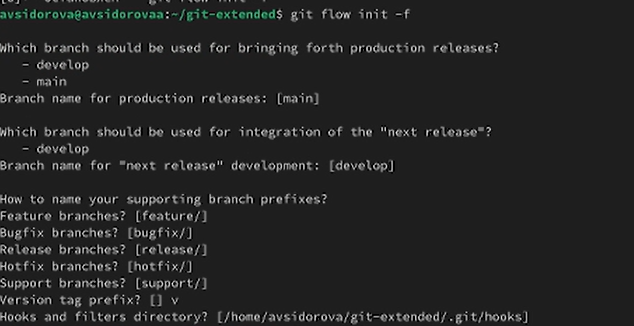 avsidorova@avsidorovaa:~/git-extended$ git flow init -f
Which branch should be used for bringing forth production releases?
- develop
- main
Branch name for production releases: [main]
Which branch should be used for integration of the "next release"?
- develop
Branch name for "next release" development: [develop]
How to name your supporting branch prefixes?
Feature branches? [feature/]
Bugfix branches? [bugfix/]
Release branches? [release/]
Hotfix branches? [hotfix/]
Support branches? [support/]
Version tag prefix? [] v
Hooks and filters directory? [/home/avsidorova/git-extended/.git/hooks]